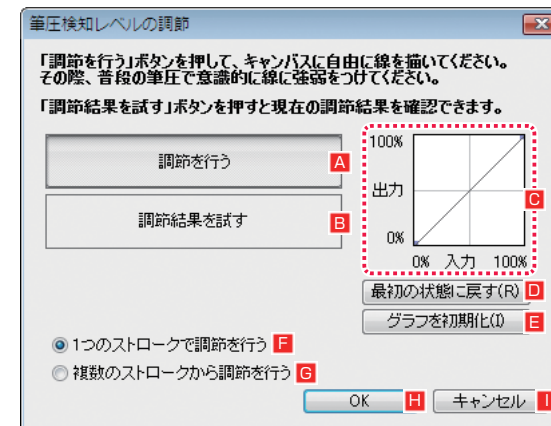 筆圧検知レベルの調節
「調節を行う」ボタンを押して、キャンバスに自由に線を描いてください。
その際、普段の筆圧で意識的に線に強弱をつけてください。
「調節結果を試す」ボタンを押すと現在の調節結果を確認できます。
調節を行う A
調節結果を試す B
100%
出力
0%
0% 入力 100%
C
最初の状態に戻す(R) D
グラフを初期化(I) E
1つのストロークで調節を行う F
複数のストロークから調節を行う G
OK H
キャンセル I